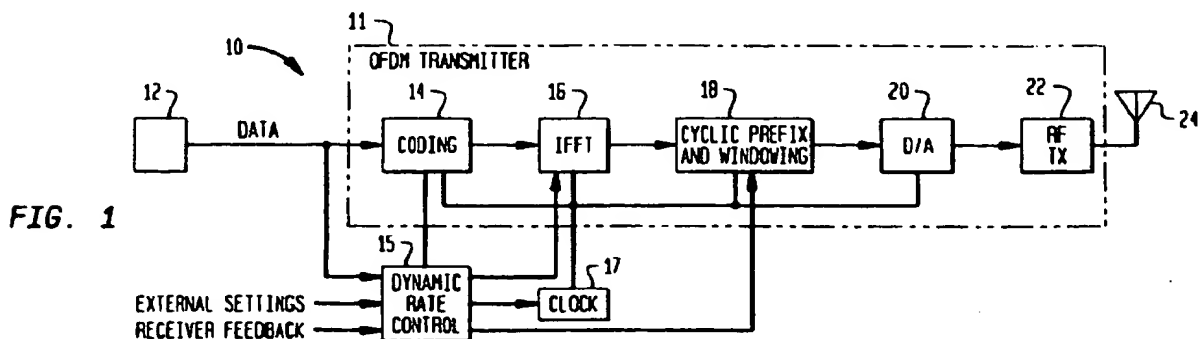 11
OFDM TRANSMITTER
10
12
14
16
18
20
22
24
DATA
CODING
IFFT
CYCLIC PREFIX
AND WINDOWING
D/A
RF
TX
FIG. 1
15
17
DYNAMIC
RATE
CONTROL
CLOCK
EXTERNAL SETTINGS
RECEIVER FEEDBACK